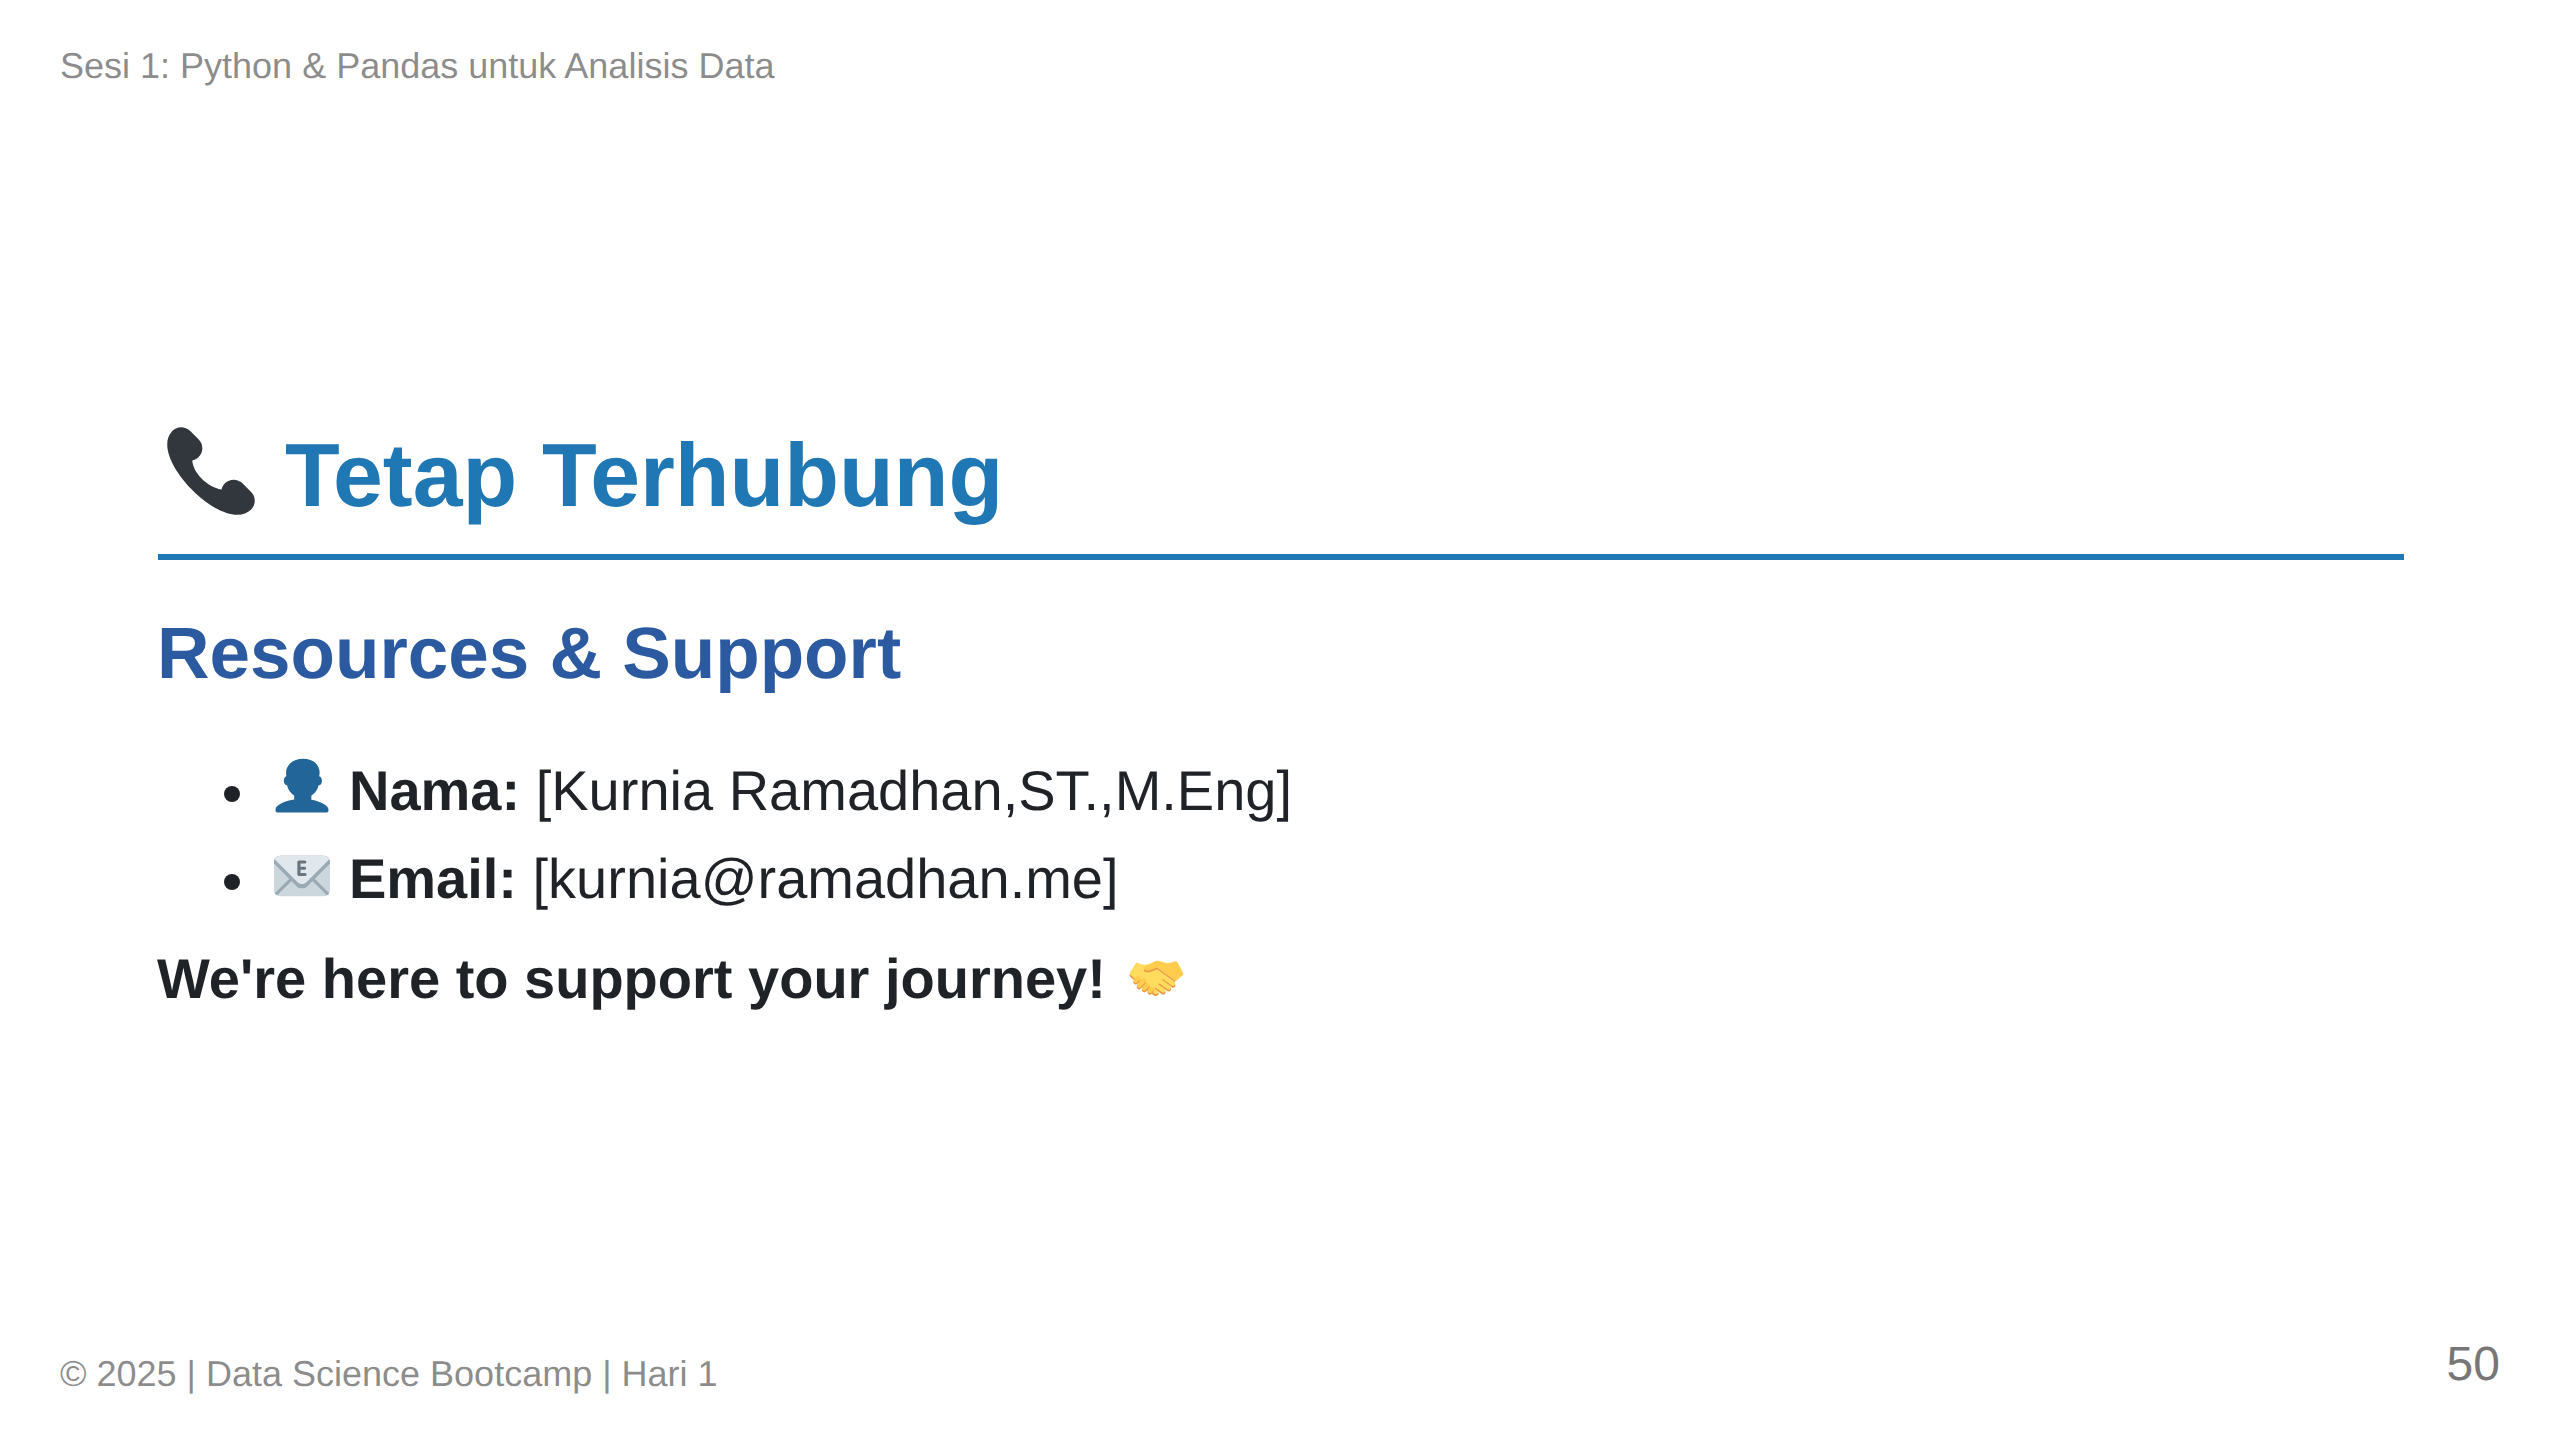 Sesi 1: Python & Pandas untuk Analisis Data
📞 Tetap Terhubung
Resources & Support
• 👤 Nama: [Kurnia Ramadhan,ST.,M.Eng]
• 📧 Email: [kurnia@ramadhan.me]
We're here to support your journey! 🤝
© 2025 | Data Science Bootcamp | Hari 1
50